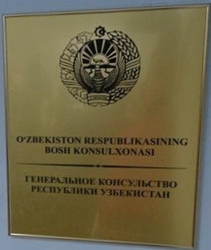 O‘ZBEKISTON RESPUBLIKASINING
BOSH KONSULXONASI
ГЕНЕРАЛЬНОЕ КОНСУЛЬСТВО
РЕСПУБЛИКИ УЗБЕКИСТАН